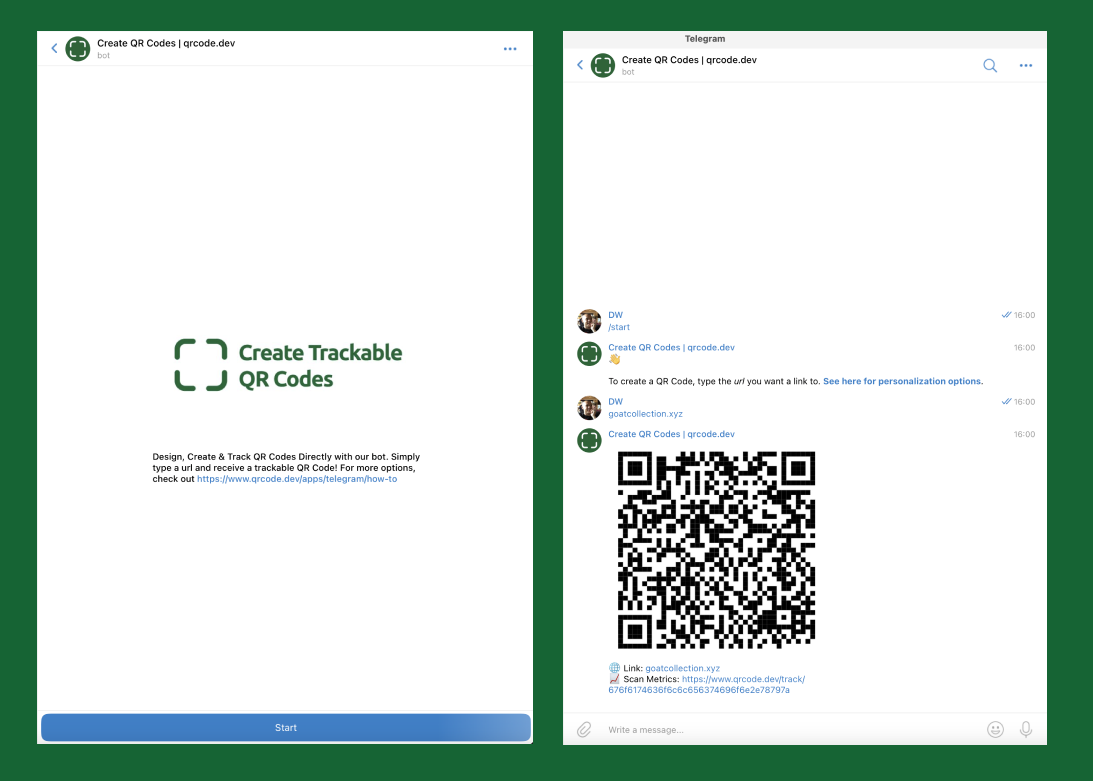 Create QR Codes | qrcode.dev
bot
Create Trackable
QR Codes
Design, Create & Track QR Codes Directly with our bot. Simply
type a url and receive a trackable QR Code! For more options,
check out https://www.qrcode.dev/apps/telegram/how-to
Start
Telegram
Create QR Codes | qrcode.dev
bot
DW
16:00
/start
Create QR Codes | qrcode.dev
16:00
👋
To create a QR Code, type the url you want a link to. See here for personalization options.
DW
16:00
goatcollection.xyz
Create QR Codes | qrcode.dev
16:00
🌐 Link: goatcollection.xyz
📈 Scan Metrics: https://www.qrcode.dev/track/
676f6174636f6c6c656374696f6e2e78797a
Write a message...